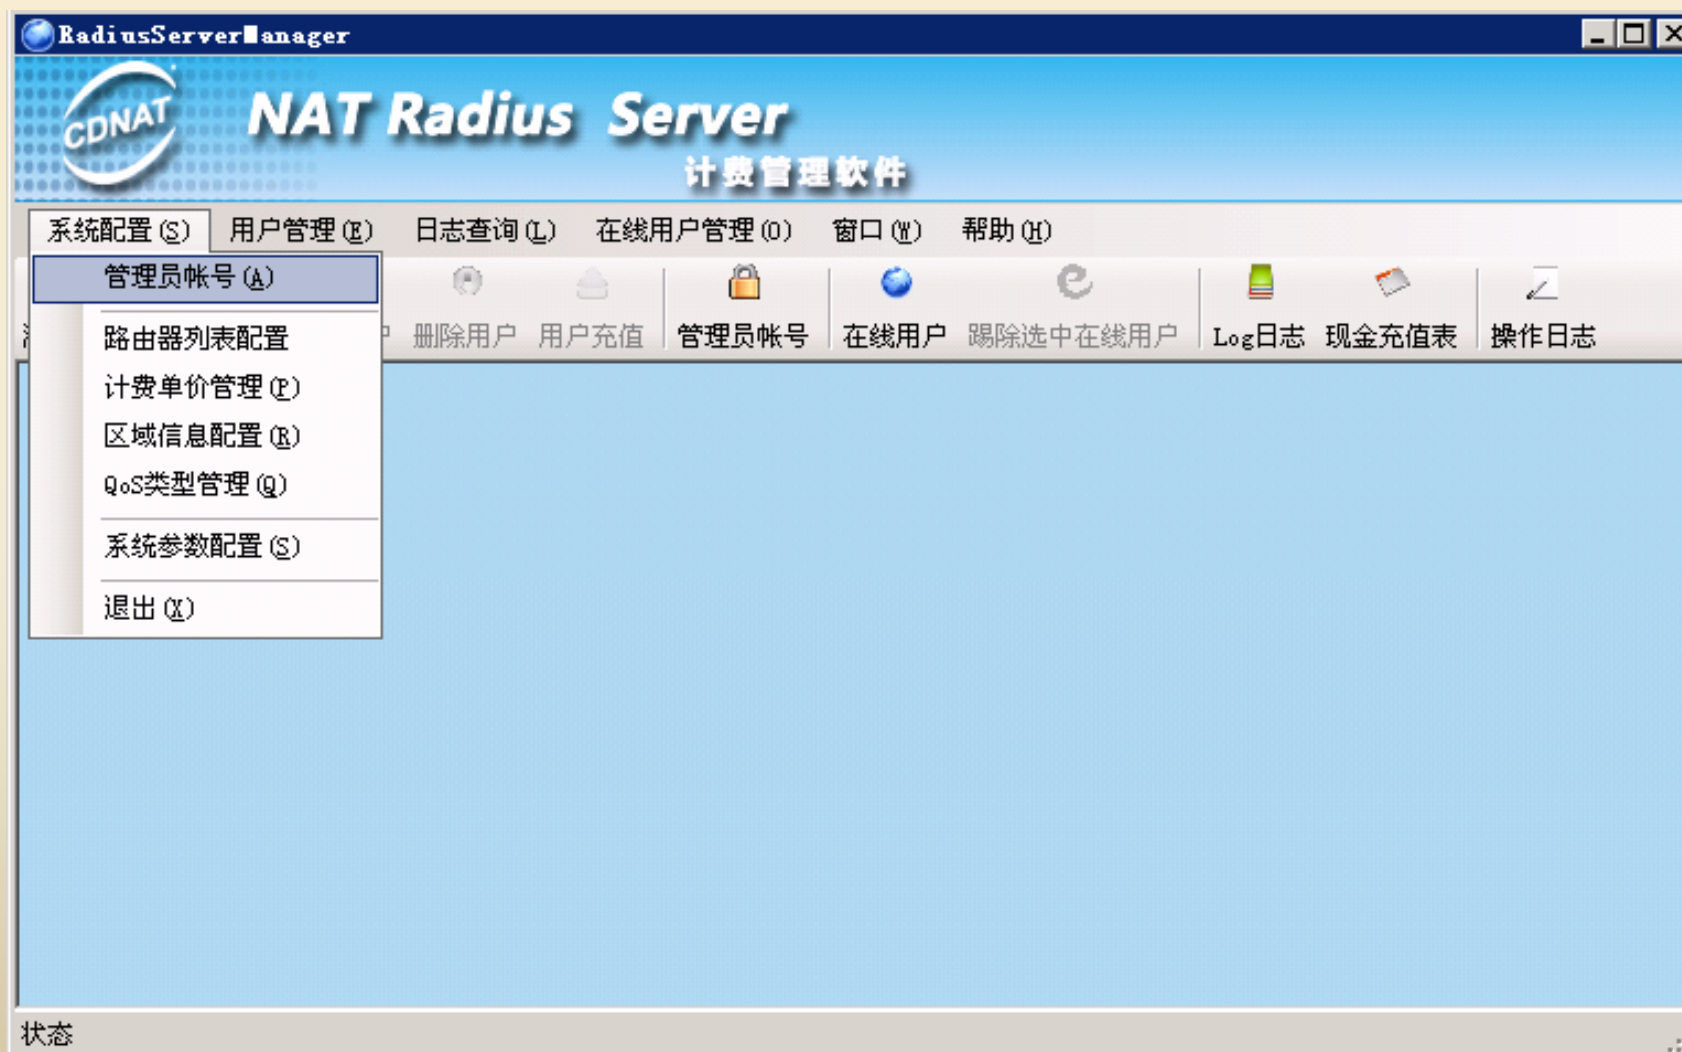 RadiusServerManager
CDNAT
NAT Radius Server
计费管理软件
系统配置(S) 用户管理(E) 日志查询(L) 在线用户管理(O) 窗口(W) 帮助(H)
管理员帐号(A)
路由器列表配置
计费单价管理(P)
区域信息配置(R)
QoS类型管理(Q)
系统参数配置(S)
退出(X)
删除用户 用户充值 管理员帐号 在线用户 踢除选中在线用户 Log日志 现金充值表 操作日志
状态